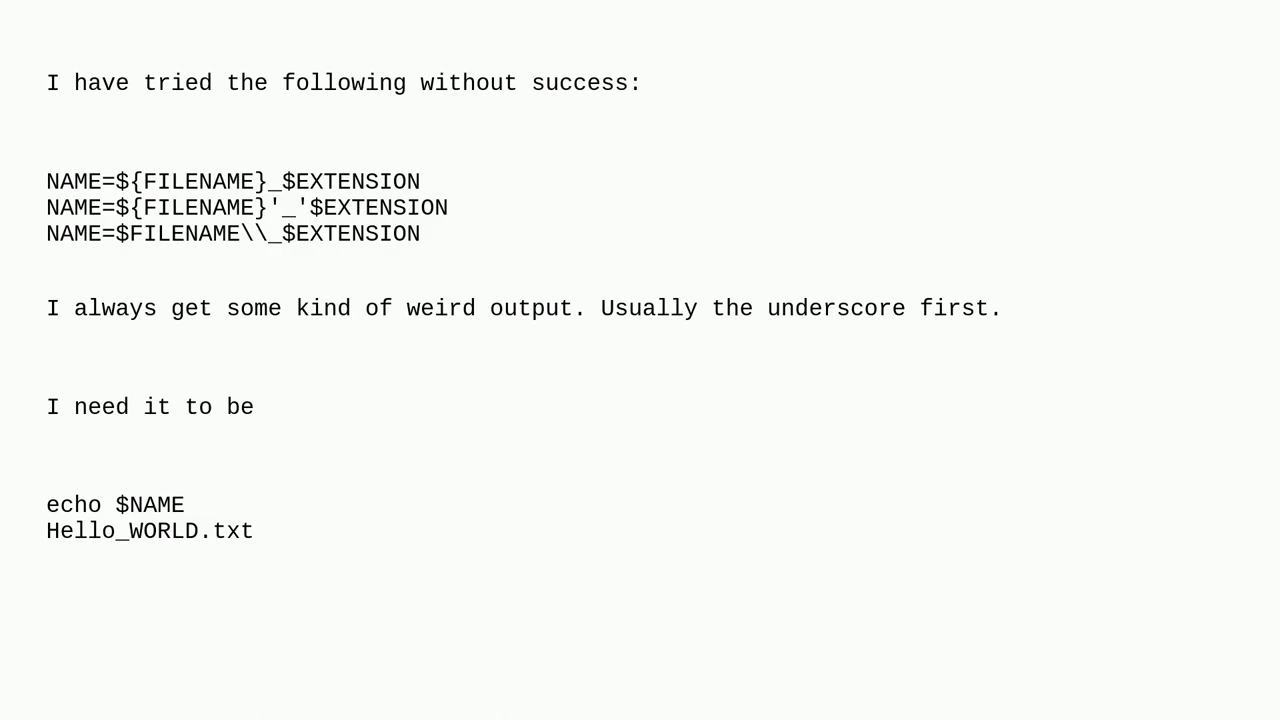 I have tried the following without success:
NAME=${FILENAME}_$EXTENSION
NAME=${FILENAME}'_'$EXTENSION
NAME=$FILENAME\\_$EXTENSION
I always get some kind of weird output. Usually the underscore first.
I need it to be
echo $NAME
Hello_WORLD.txt